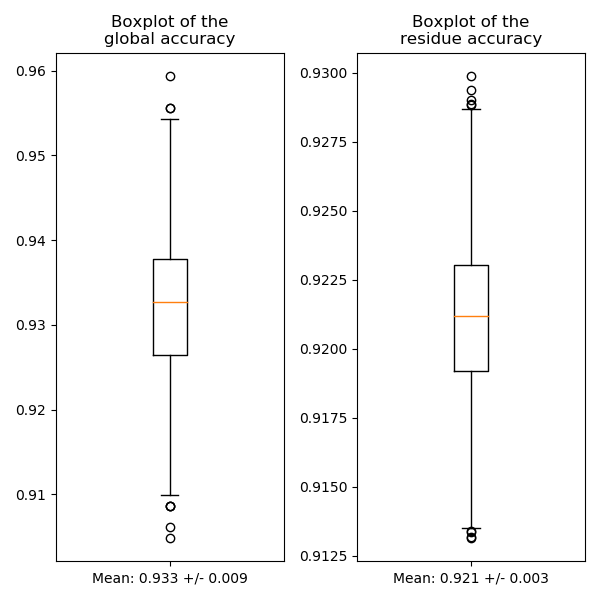 Boxplot of the
global accuracy
0.96
0.95
0.94
0.93
0.92
0.91
Mean: 0.933 +/- 0.009
Boxplot of the
residue accuracy
0.9300
0.9275
0.9250
0.9225
0.9200
0.9175
0.9150
0.9125
Mean: 0.921 +/- 0.003